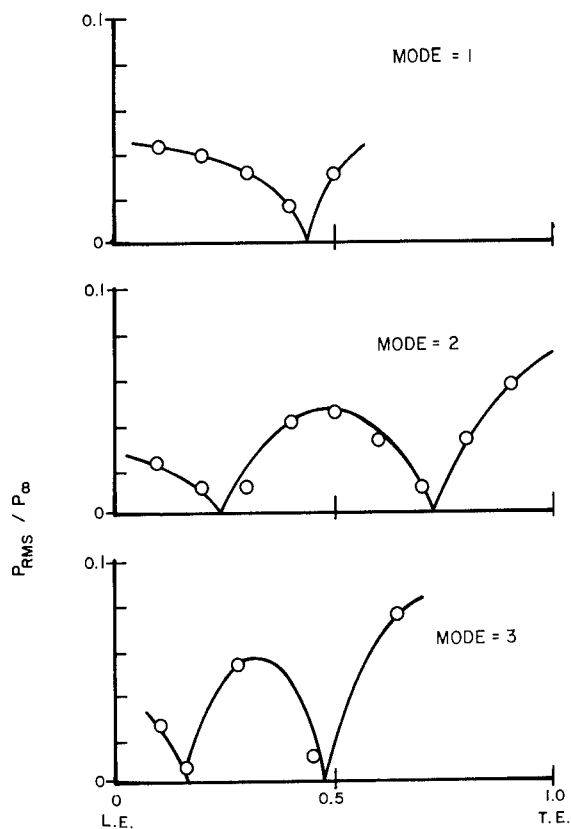 0.1
MODE = 1
0
0.1
MODE = 2
0
P_RMS / P_∞
0.1
MODE = 3
0
0 0.5 1.0
L.E. T.E.